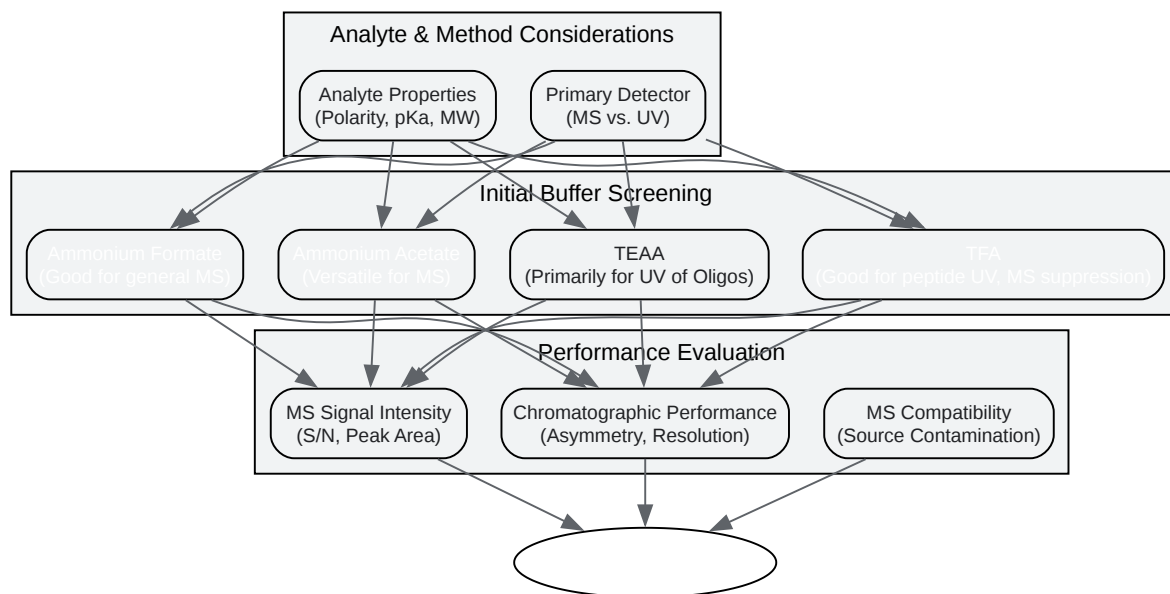 Analyte & Method Considerations
Analyte Properties
(Polarity, pKa, MW)
Primary Detector
(MS vs. UV)
Initial Buffer Screening
Ammonium Formate
(Good for general MS)
Ammonium Acetate
(Versatile for MS)
TEAA
(Primarily for UV of Oligos)
TFA
(Good for peptide UV, MS suppression)
Performance Evaluation
MS Signal Intensity
(S/N, Peak Area)
Chromatographic Performance
(Asymmetry, Resolution)
MS Compatibility
(Source Contamination)